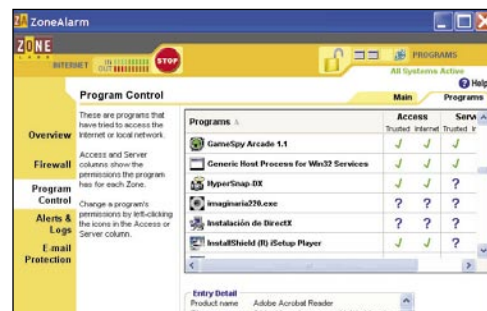 ZoneAlarm
ZONE
LABS
INTERNET IN OUT STOP PROGRAMS
All Systems Active
Help
Program Control Main Programs
Overview
Firewall
Program Control
Alerts & Logs
E-mail Protection
These are programs that
have tried to access the
Internet or local network.
Access and Server
columns show the
permissions the program
has for each Zone.
Change a program's
permissions by left-clicking
the icons in the Access or
Server column.
Programs Access Serv
Trusted Internet Trusted Ir
GameSpy Arcade 1.1
Generic Host Process for Win32 Services
HyperSnap-DX ?
imaginaria220.exe ? ? ?
Instalación de DirectX ? ? ?
InstallShield (R) iSetup Player ?
Entry Detail
Product name Adobe Acrobat Reader